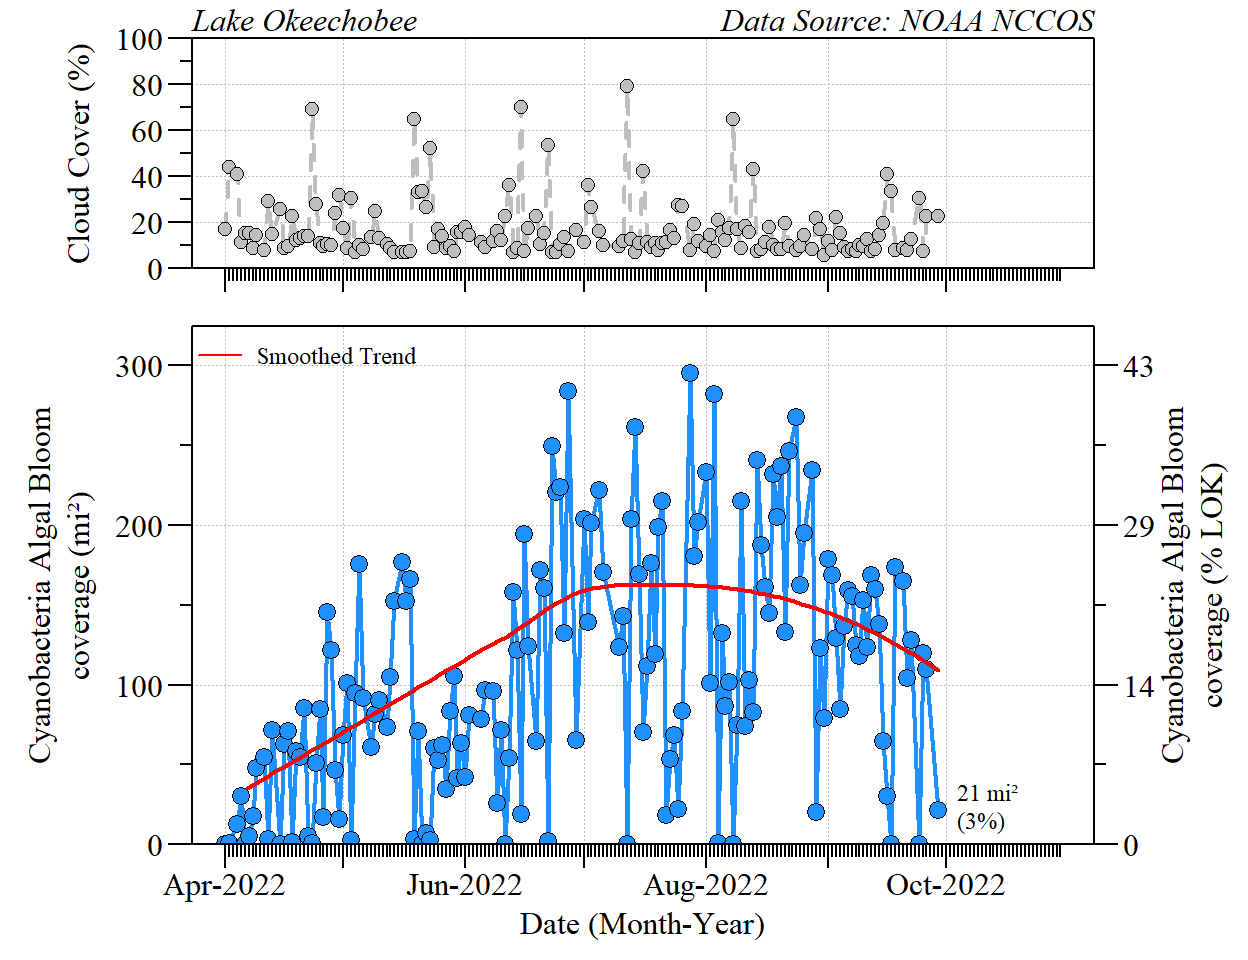 Lake Okeechobee
Data Source: NOAA NCCOS
Cloud Cover (%)
100
80
60
40
20
0
Smoothed Trend
Cyanobacteria Algal Bloom
coverage (mi²)
300
200
100
0
43
29
14
0
Cyanobacteria Algal Bloom
coverage (% LOK)
21 mi²
(3%)
Apr-2022
Jun-2022
Aug-2022
Oct-2022
Date (Month-Year)